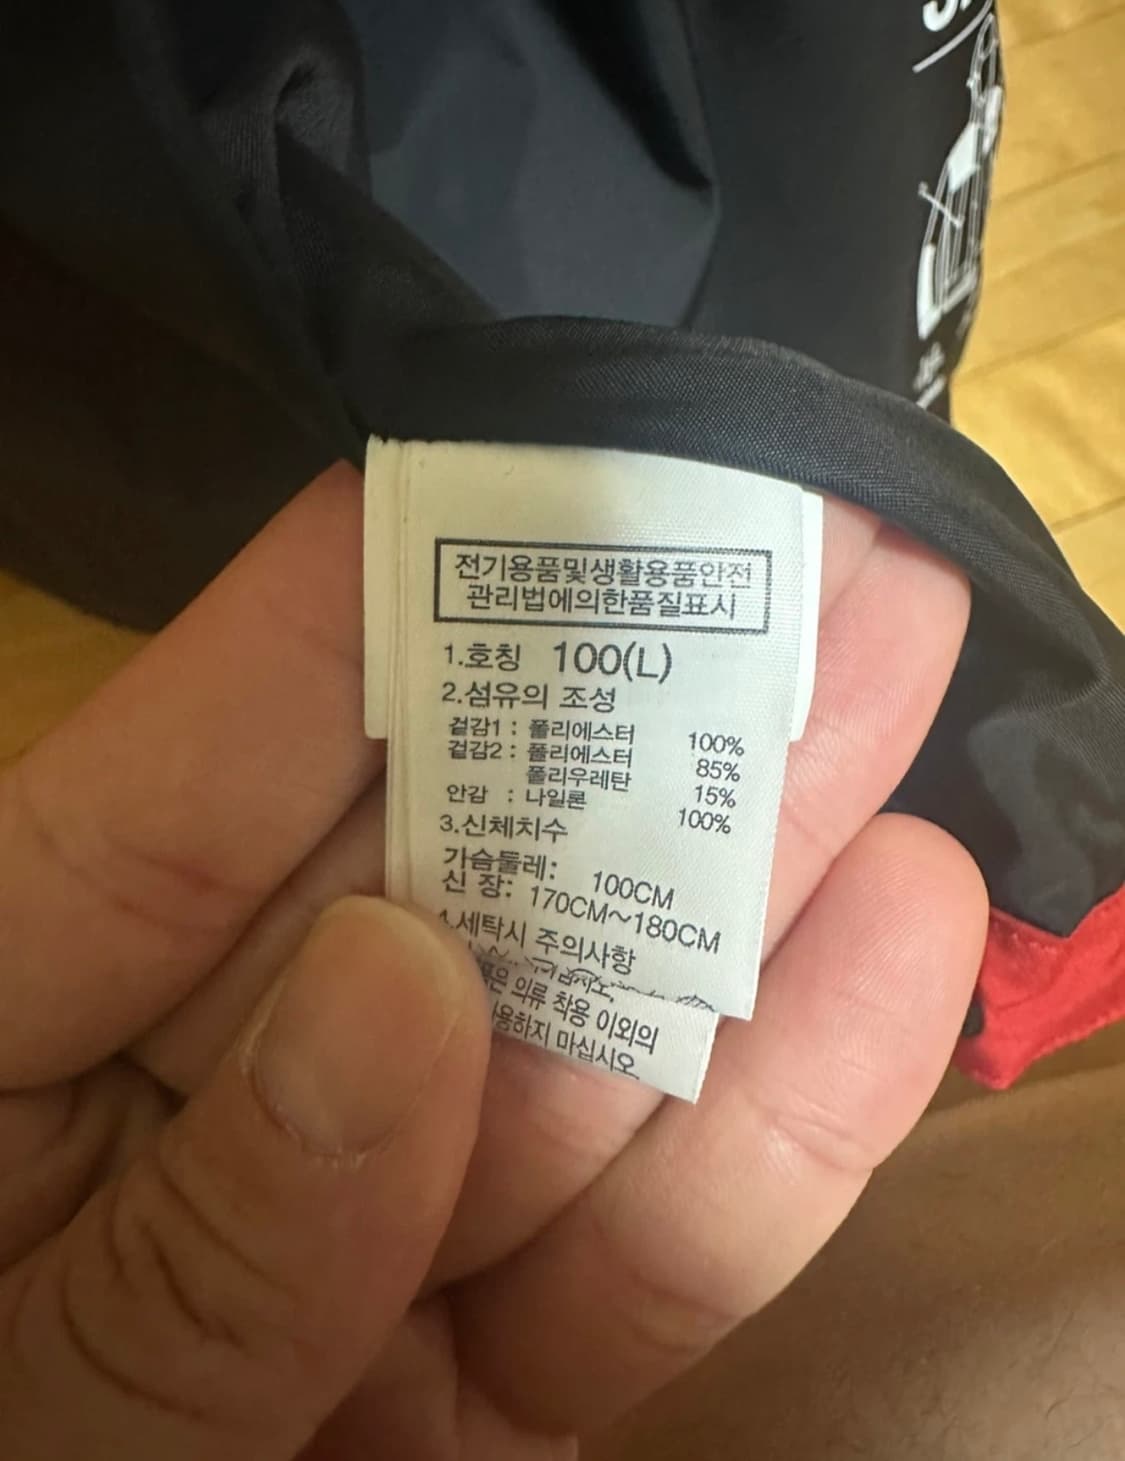 전기용품및생활용품안전
관리법에의한품질표시
1.호칭 100(L)
2.섬유의 조성
겉감1 : 폴리에스터 100%
겉감2 : 폴리에스터 85%
폴리우레탄 15%
안감 : 나일론 100%
3.신체치수
가슴둘레: 100CM
신 장: 170CM~180CM
4.세탁시 주의사항
의류 착용 이외의
마십시오.